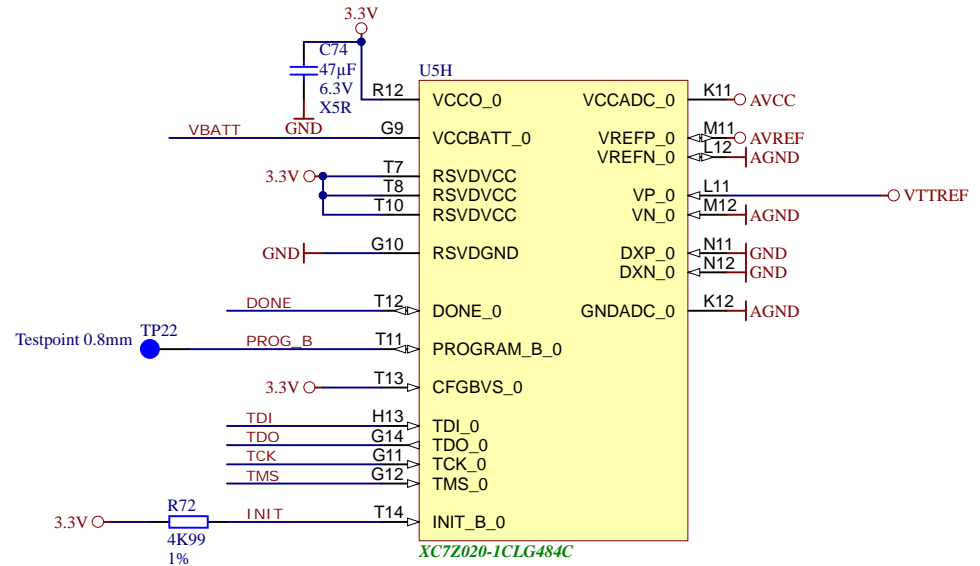 3.3V
C74
47µF
6.3V
X5R
GND
U5H
R12
VCCO_0
VCCADC_0
K11
AVCC
VBATT
G9
VCCBATT_0
VREFP_0
M11
AVREF
VREFN_0
L12
AGND
3.3V
T7
RSVDVCC
T8
RSVDVCC
T10
RSVDVCC
VP_0
L11
VTTREF
VN_0
M12
AGND
GND
G10
RSVDGND
DXP_0
N11
GND
DXN_0
N12
GND
DONE
T12
DONE_0
GNDADC_0
K12
AGND
Testpoint 0.8mm
TP22
PROG_B
T11
PROGRAM_B_0
3.3V
T13
CFGBVS_0
TDI
H13
TDI_0
TDO
G14
TDO_0
TCK
G11
TCK_0
TMS
G12
TMS_0
3.3V
R72
4K99
1%
INIT
T14
INIT_B_0
XC7Z020-1CLG484C